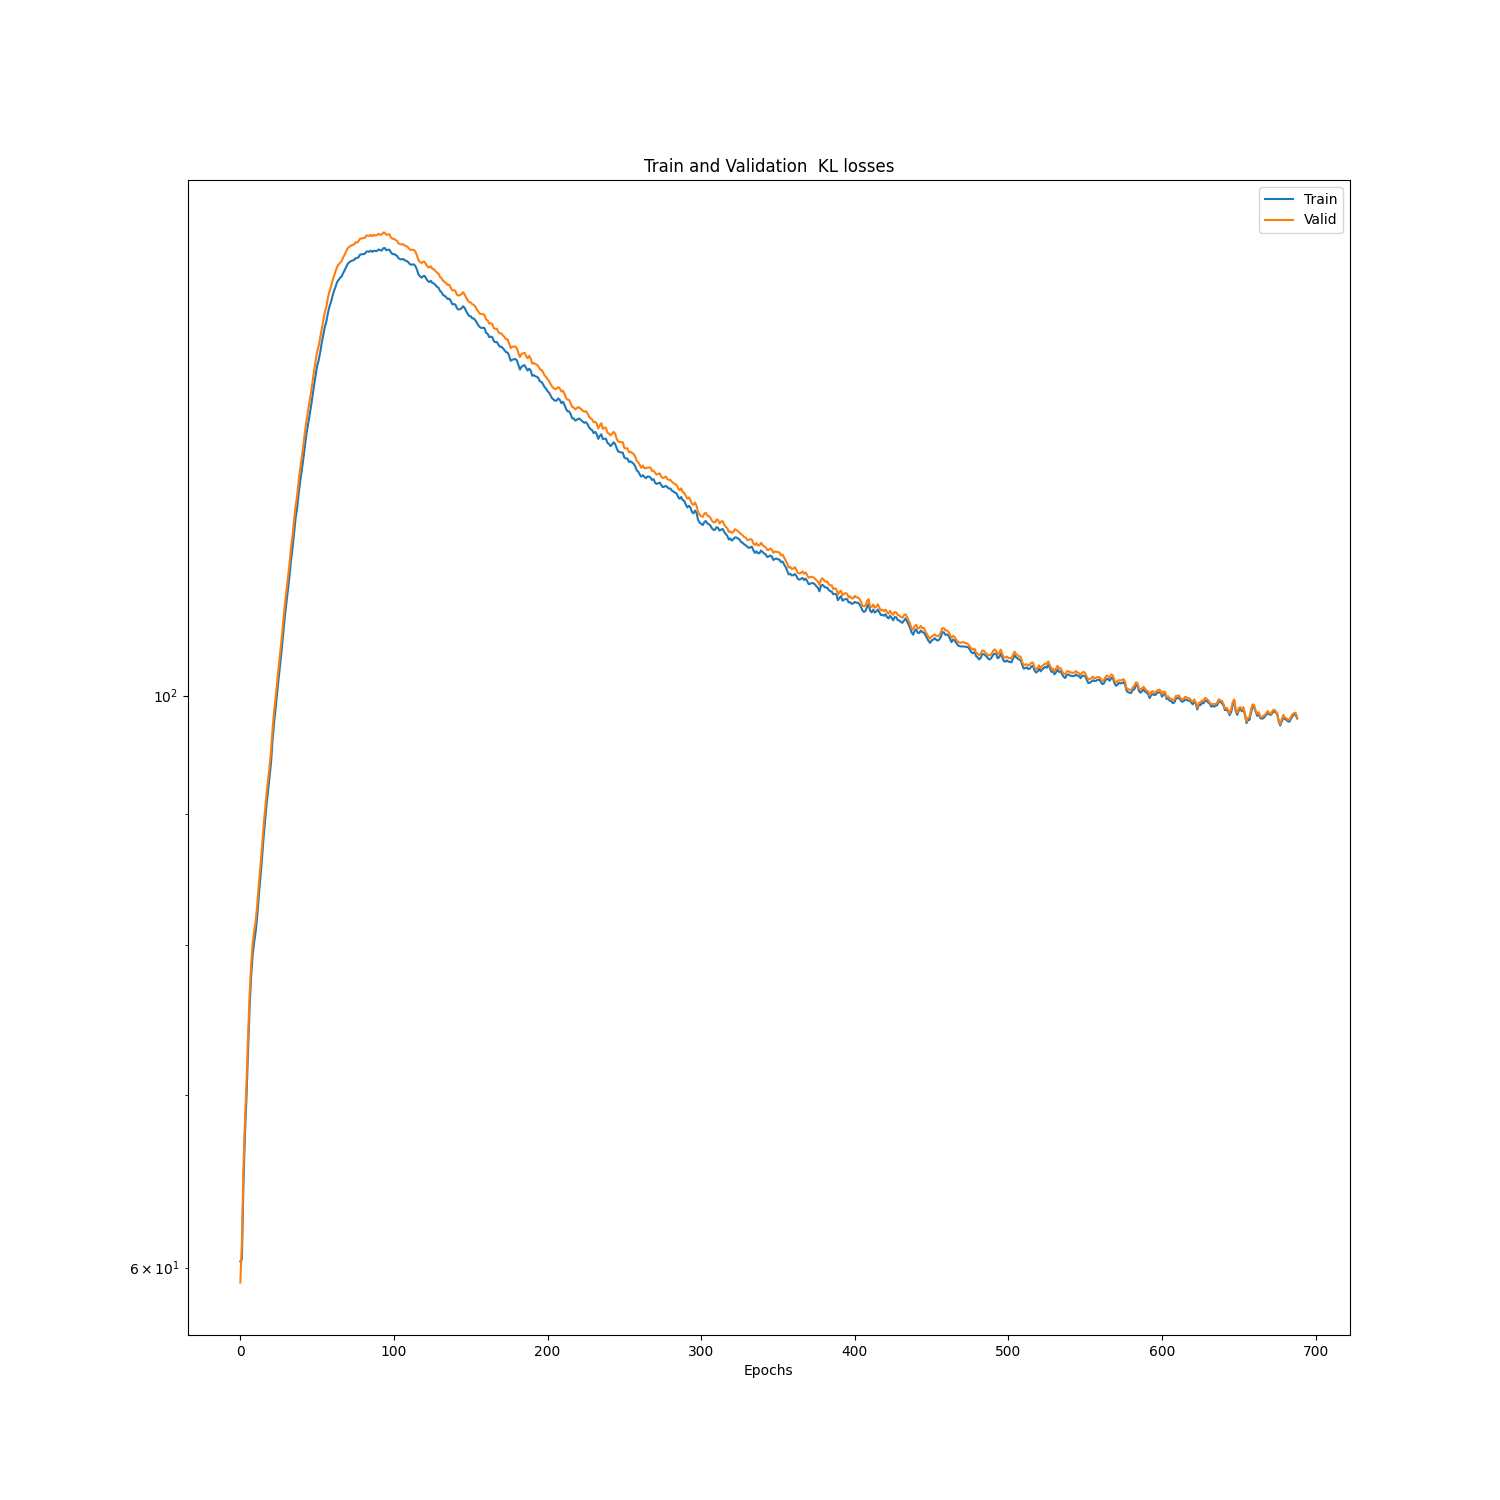 Train and Validation  KL losses
Train
Valid
10²
6 × 10¹
0 100 200 300 400 500 600 700
Epochs